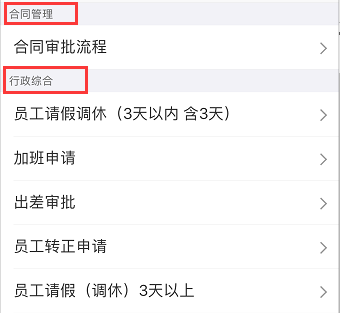 合同管理
合同审批流程
行政综合
员工请假调休（3天以内 含3天）
加班申请
出差审批
员工转正申请
员工请假（调休）3天以上